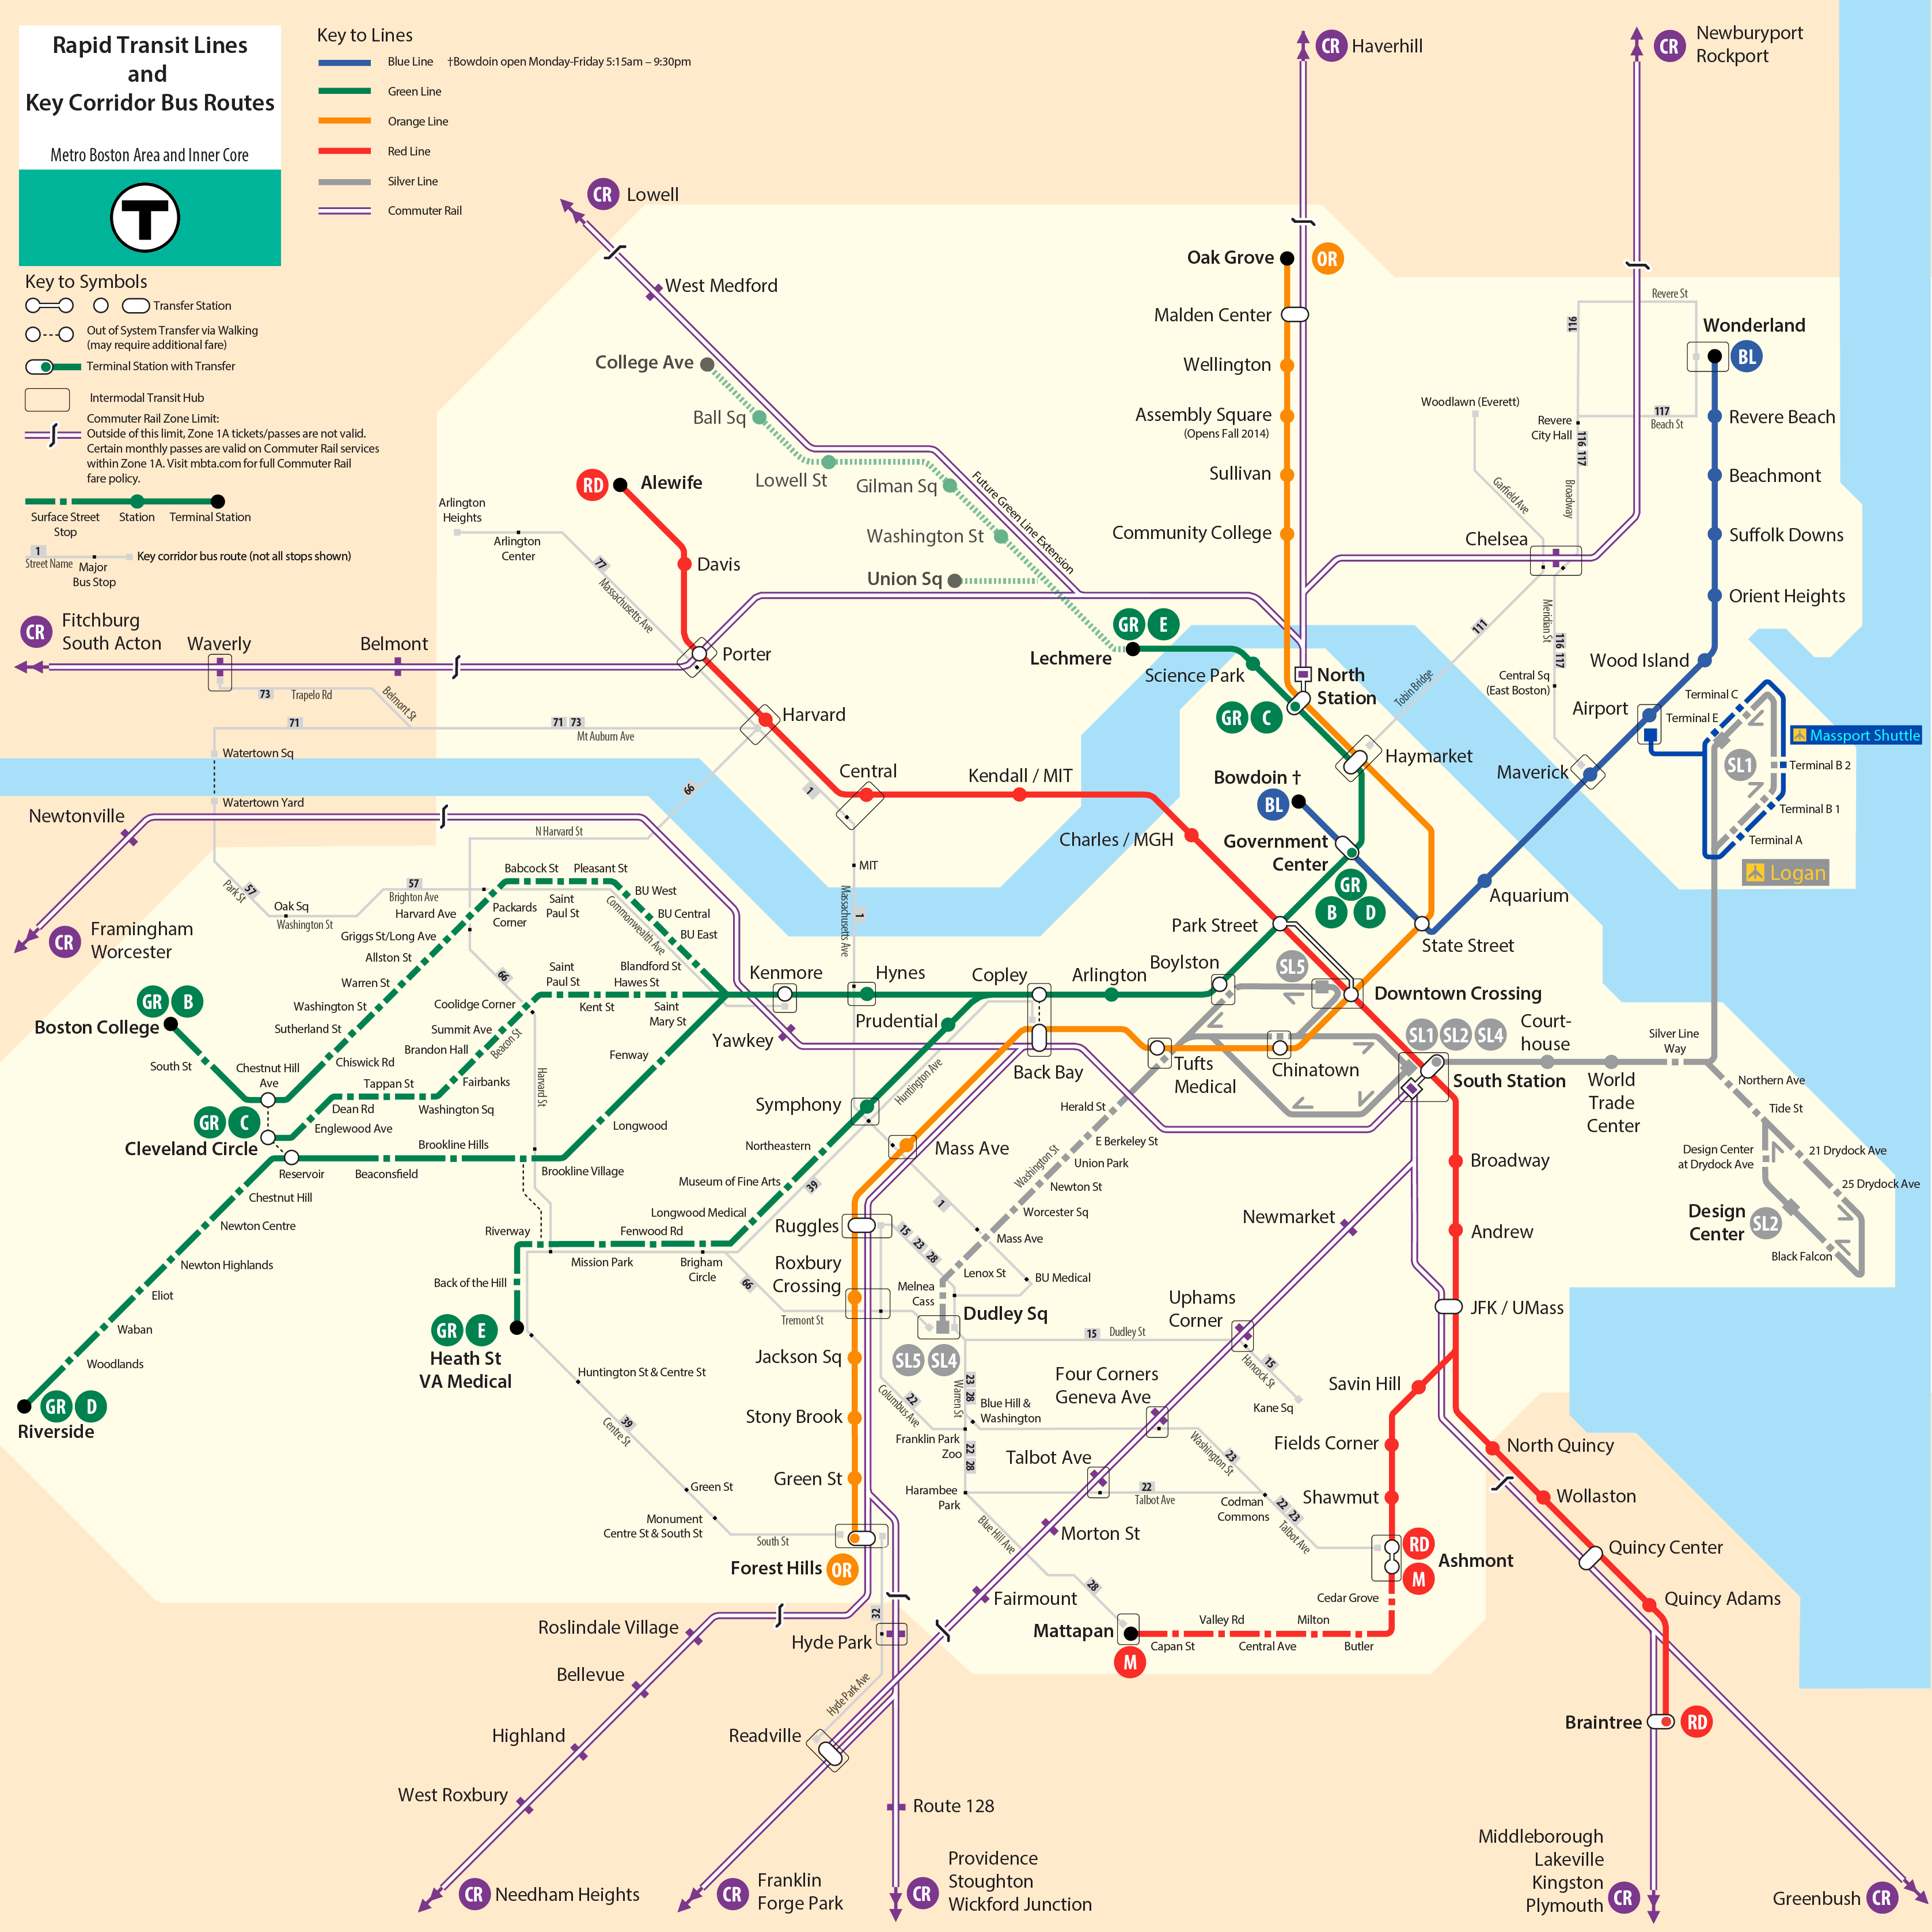 Rapid Transit Lines
and
Key Corridor Bus Routes
Metro Boston Area and Inner Core
T
Key to Lines
Blue Line †Bowdoin open Monday-Friday 5:15am – 9:30pm
Green Line
Orange Line
Red Line
Silver Line
Commuter Rail
Key to Symbols
Transfer Station
Out of System Transfer via Walking
(may require additional fare)
Terminal Station with Transfer
Intermodal Transit Hub
Commuter Rail Zone Limit:
Outside of this limit, Zone 1A tickets/passes are not valid.
Certain monthly passes are valid on Commuter Rail services
within Zone 1A. Visit mbta.com for full Commuter Rail
fare policy.
Surface Street
Stop
Station
Terminal Station
1
Street Name
Major
Bus Stop
Key corridor bus route (not all stops shown)
CR Haverhill
CR Newburyport
Rockport
CR Lowell
West Medford
College Ave
Ball Sq
Lowell St
Gilman Sq
Washington St
Union Sq
Future Green Line Extension
Oak Grove OR
Malden Center
Wellington
Assembly Square
(Opens Fall 2014)
Sullivan
Community College
Revere St
116
Wonderland
BL
117
Beach St
Woodlawn (Everett)
Revere
City Hall
116 117
Garfield Ave
Broadway
Chelsea
Revere Beach
Beachmont
Suffolk Downs
Orient Heights
Wood Island
Airport
Maverick
Aquarium
State Street
Meridian St
116 117
111
Tobin Bridge
Central Sq
(East Boston)
Terminal C
Terminal E
SL1
Massport Shuttle
Terminal B 2
Terminal B 1
Terminal A
Logan
RD Alewife
Davis
Porter
Harvard
Central
Kendall / MIT
Charles / MGH
Park Street
Downtown Crossing
Arlington
Heights
Arlington
Center
77
Massachusetts Ave
CR Fitchburg
South Acton
Waverly
Belmont
73
Trapelo Rd
Belmont St
71
71 73
Mt Auburn Ave
Watertown Sq
Watertown Yard
66
1
N Harvard St
MIT
Massachusetts Ave
1
GR E
Lechmere
Science Park
North
Station
GR C
Haymarket
Bowdoin †
BL
Government
Center
GR
B D
Newtonville
CR Framingham
Worcester
57
Park St
Oak Sq
Washington St
57
Brighton Ave
Babcock St
Pleasant St
Packards
Corner
Saint
Paul St
BU West
BU Central
BU East
Commonwealth Ave
Blandford St
Harvard Ave
Griggs St/Long Ave
Allston St
Warren St
Washington St
Sutherland St
Chiswick Rd
Chestnut Hill
Ave
South St
GR B
Boston College
66
Saint
Paul St
Hawes St
Kent St
Saint
Mary St
Coolidge Corner
Summit Ave
Brandon Hall
Beacon St
Fairbanks
Washington Sq
Tappan St
Dean Rd
Englewood Ave
GR C
Cleveland Circle
Harvard St
Kenmore
Hynes
Copley
Arlington
Boylston
SL5
Yawkey
Prudential
Symphony
Back Bay
Huntington Ave
Tufts
Medical
Chinatown
SL1 SL2 SL4
South Station
Court-
house
World
Trade
Center
Silver Line
Way
Northern Ave
Tide St
Design Center
at Drydock Ave
21 Drydock Ave
25 Drydock Ave
Design
Center
SL2
Black Falcon
Fenway
Longwood
Brookline Village
Brookline Hills
Beaconsfield
Reservoir
Chestnut Hill
Newton Centre
Newton Highlands
Eliot
Waban
Woodlands
GR D
Riverside
Northeastern
Museum of Fine Arts
39
Longwood Medical
Fenwood Rd
Brigham
Circle
Mission Park
Riverway
Back of the Hill
GR E
Heath St
VA Medical
Huntington St & Centre St
39
Centre St
Green St
Monument
Centre St & South St
South St
66
Tremont St
Mass Ave
Ruggles
Roxbury
Crossing
Jackson Sq
Stony Brook
Green St
Forest Hills OR
Herald St
E Berkeley St
Union Park
Washington St
Newton St
Worcester Sq
Mass Ave
Lenox St
BU Medical
1
15 23 28
Melnea
Cass
Dudley Sq
SL5 SL4
15
Dudley St
Uphams
Corner
15
Hancock St
Kane Sq
23 28
Warren St
22
Columbus Ave
Blue Hill &
Washington
Franklin Park
Zoo
22 28
Harambee
Park
Four Corners
Geneva Ave
Talbot Ave
23
Washington St
22
Talbot Ave
Codman
Commons
22 23
Talbot Ave
Blue Hill Ave
28
Morton St
Fairmount
Newmarket
Broadway
Andrew
JFK / UMass
Savin Hill
Fields Corner
Shawmut
RD
M
Ashmont
Cedar Grove
Butler
Milton
Central Ave
Valley Rd
Capan St
Mattapan
M
North Quincy
Wollaston
Quincy Center
Quincy Adams
Braintree RD
Roslindale Village
Bellevue
Highland
West Roxbury
CR Needham Heights
32
Hyde Park
Hyde Park Ave
Readville
Route 128
CR Franklin
Forge Park
CR Providence
Stoughton
Wickford Junction
Middleborough
Lakeville
Kingston
Plymouth CR
Greenbush CR